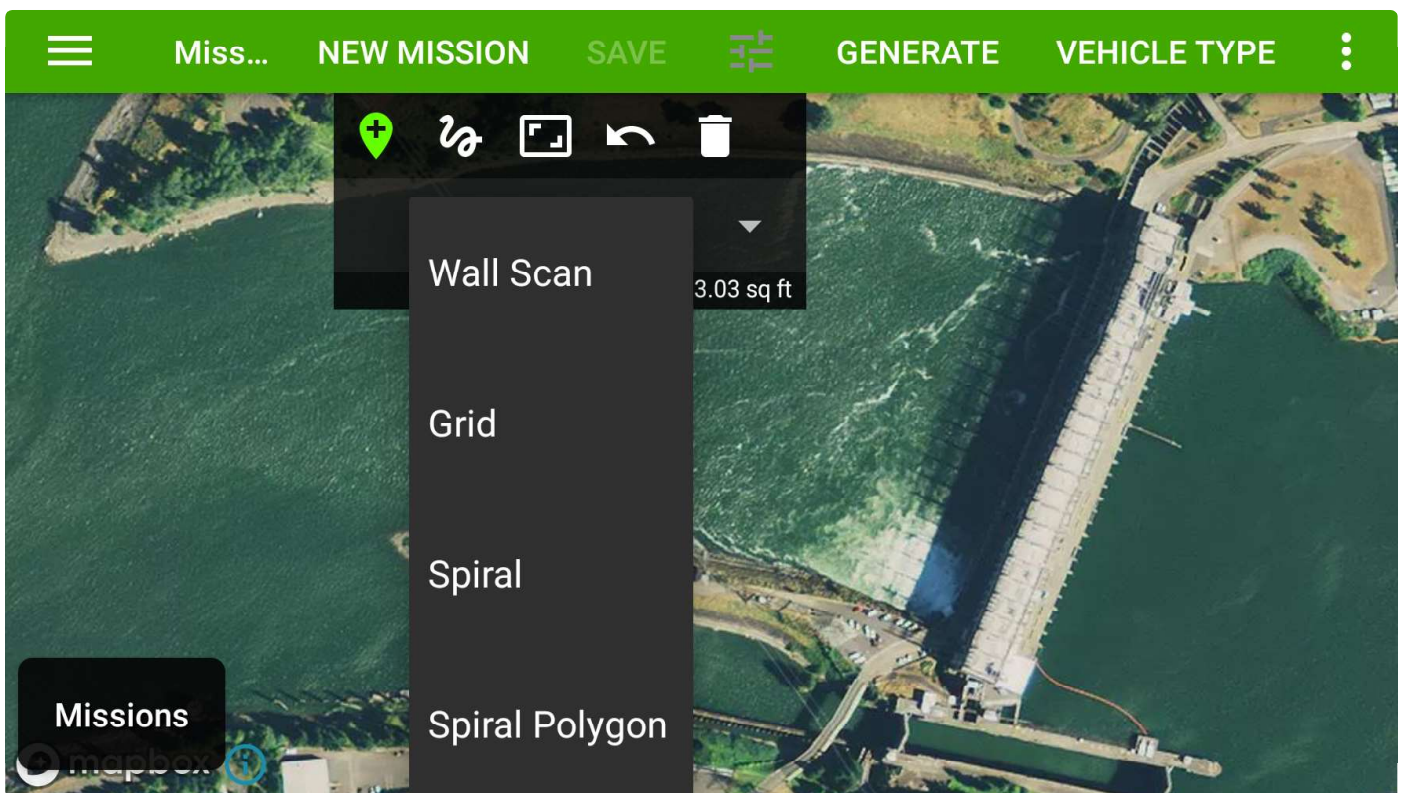 Miss... NEW MISSION SAVE GENERATE VEHICLE TYPE
Wall Scan
3.03 sq ft
Grid
Spiral
Spiral Polygon
Missions
mapbox